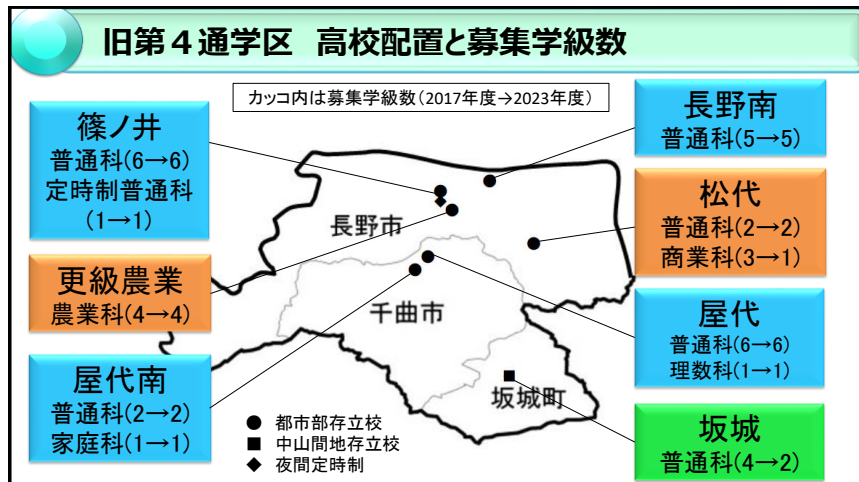 旧第４通学区 高校配置と募集学級数
カッコ内は募集学級数(2017年度→2023年度)
篠ノ井
普通科(6→6)
定時制普通科
(1→1)
更級農業
農業科(4→4)
屋代南
普通科(2→2)
家庭科(1→1)
長野市
千曲市
坂城町
● 都市部存立校
■ 中山間地存立校
◆ 夜間定時制
長野南
普通科(5→5)
松代
普通科(2→2)
商業科(3→1)
屋代
普通科(6→6)
理数科(1→1)
坂城
普通科(4→2)